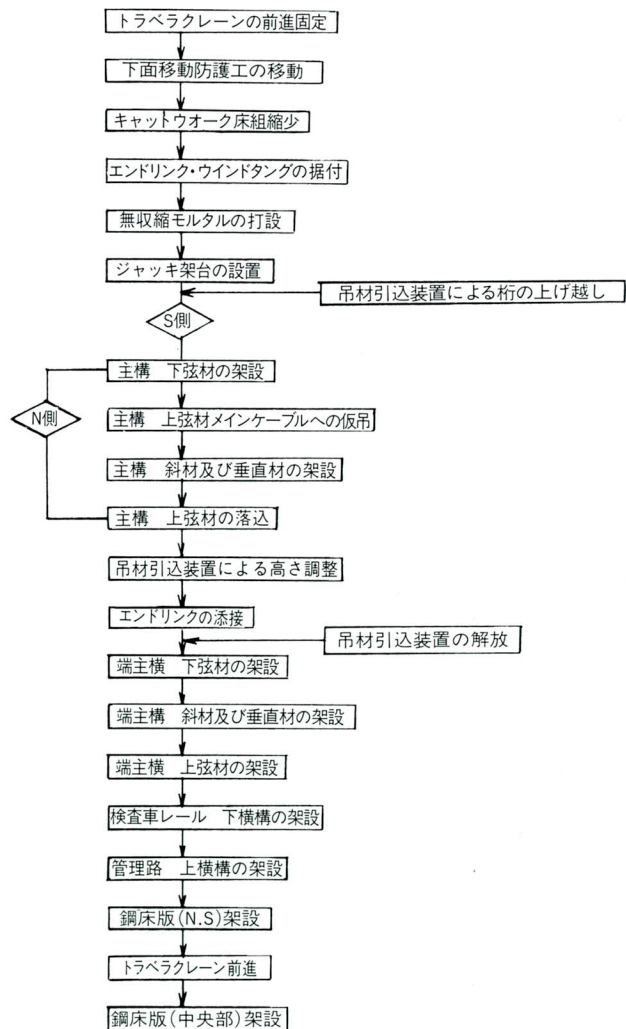 トラベラクレーンの前進固定
下面移動防護工の移動
キャットウオーク床組縮少
エンドリンク・ウインドタングの据付
無収縮モルタルの打設
ジャッキ架台の設置
吊材引込装置による桁の上げ越し
S側
主構 下弦材の架設
N側
主構 上弦材メインケーブルへの仮吊
主構 斜材及び垂直材の架設
主構 上弦材の落込
吊材引込装置による高さ調整
エンドリンクの添接
吊材引込装置の解放
端主横 下弦材の架設
端主構 斜材及び垂直材の架設
端主横 上弦材の架設
検査車レール 下横構の架設
管理路 上横構の架設
鋼床版(N.S)架設
トラベラクレーン前進
鋼床版(中央部)架設